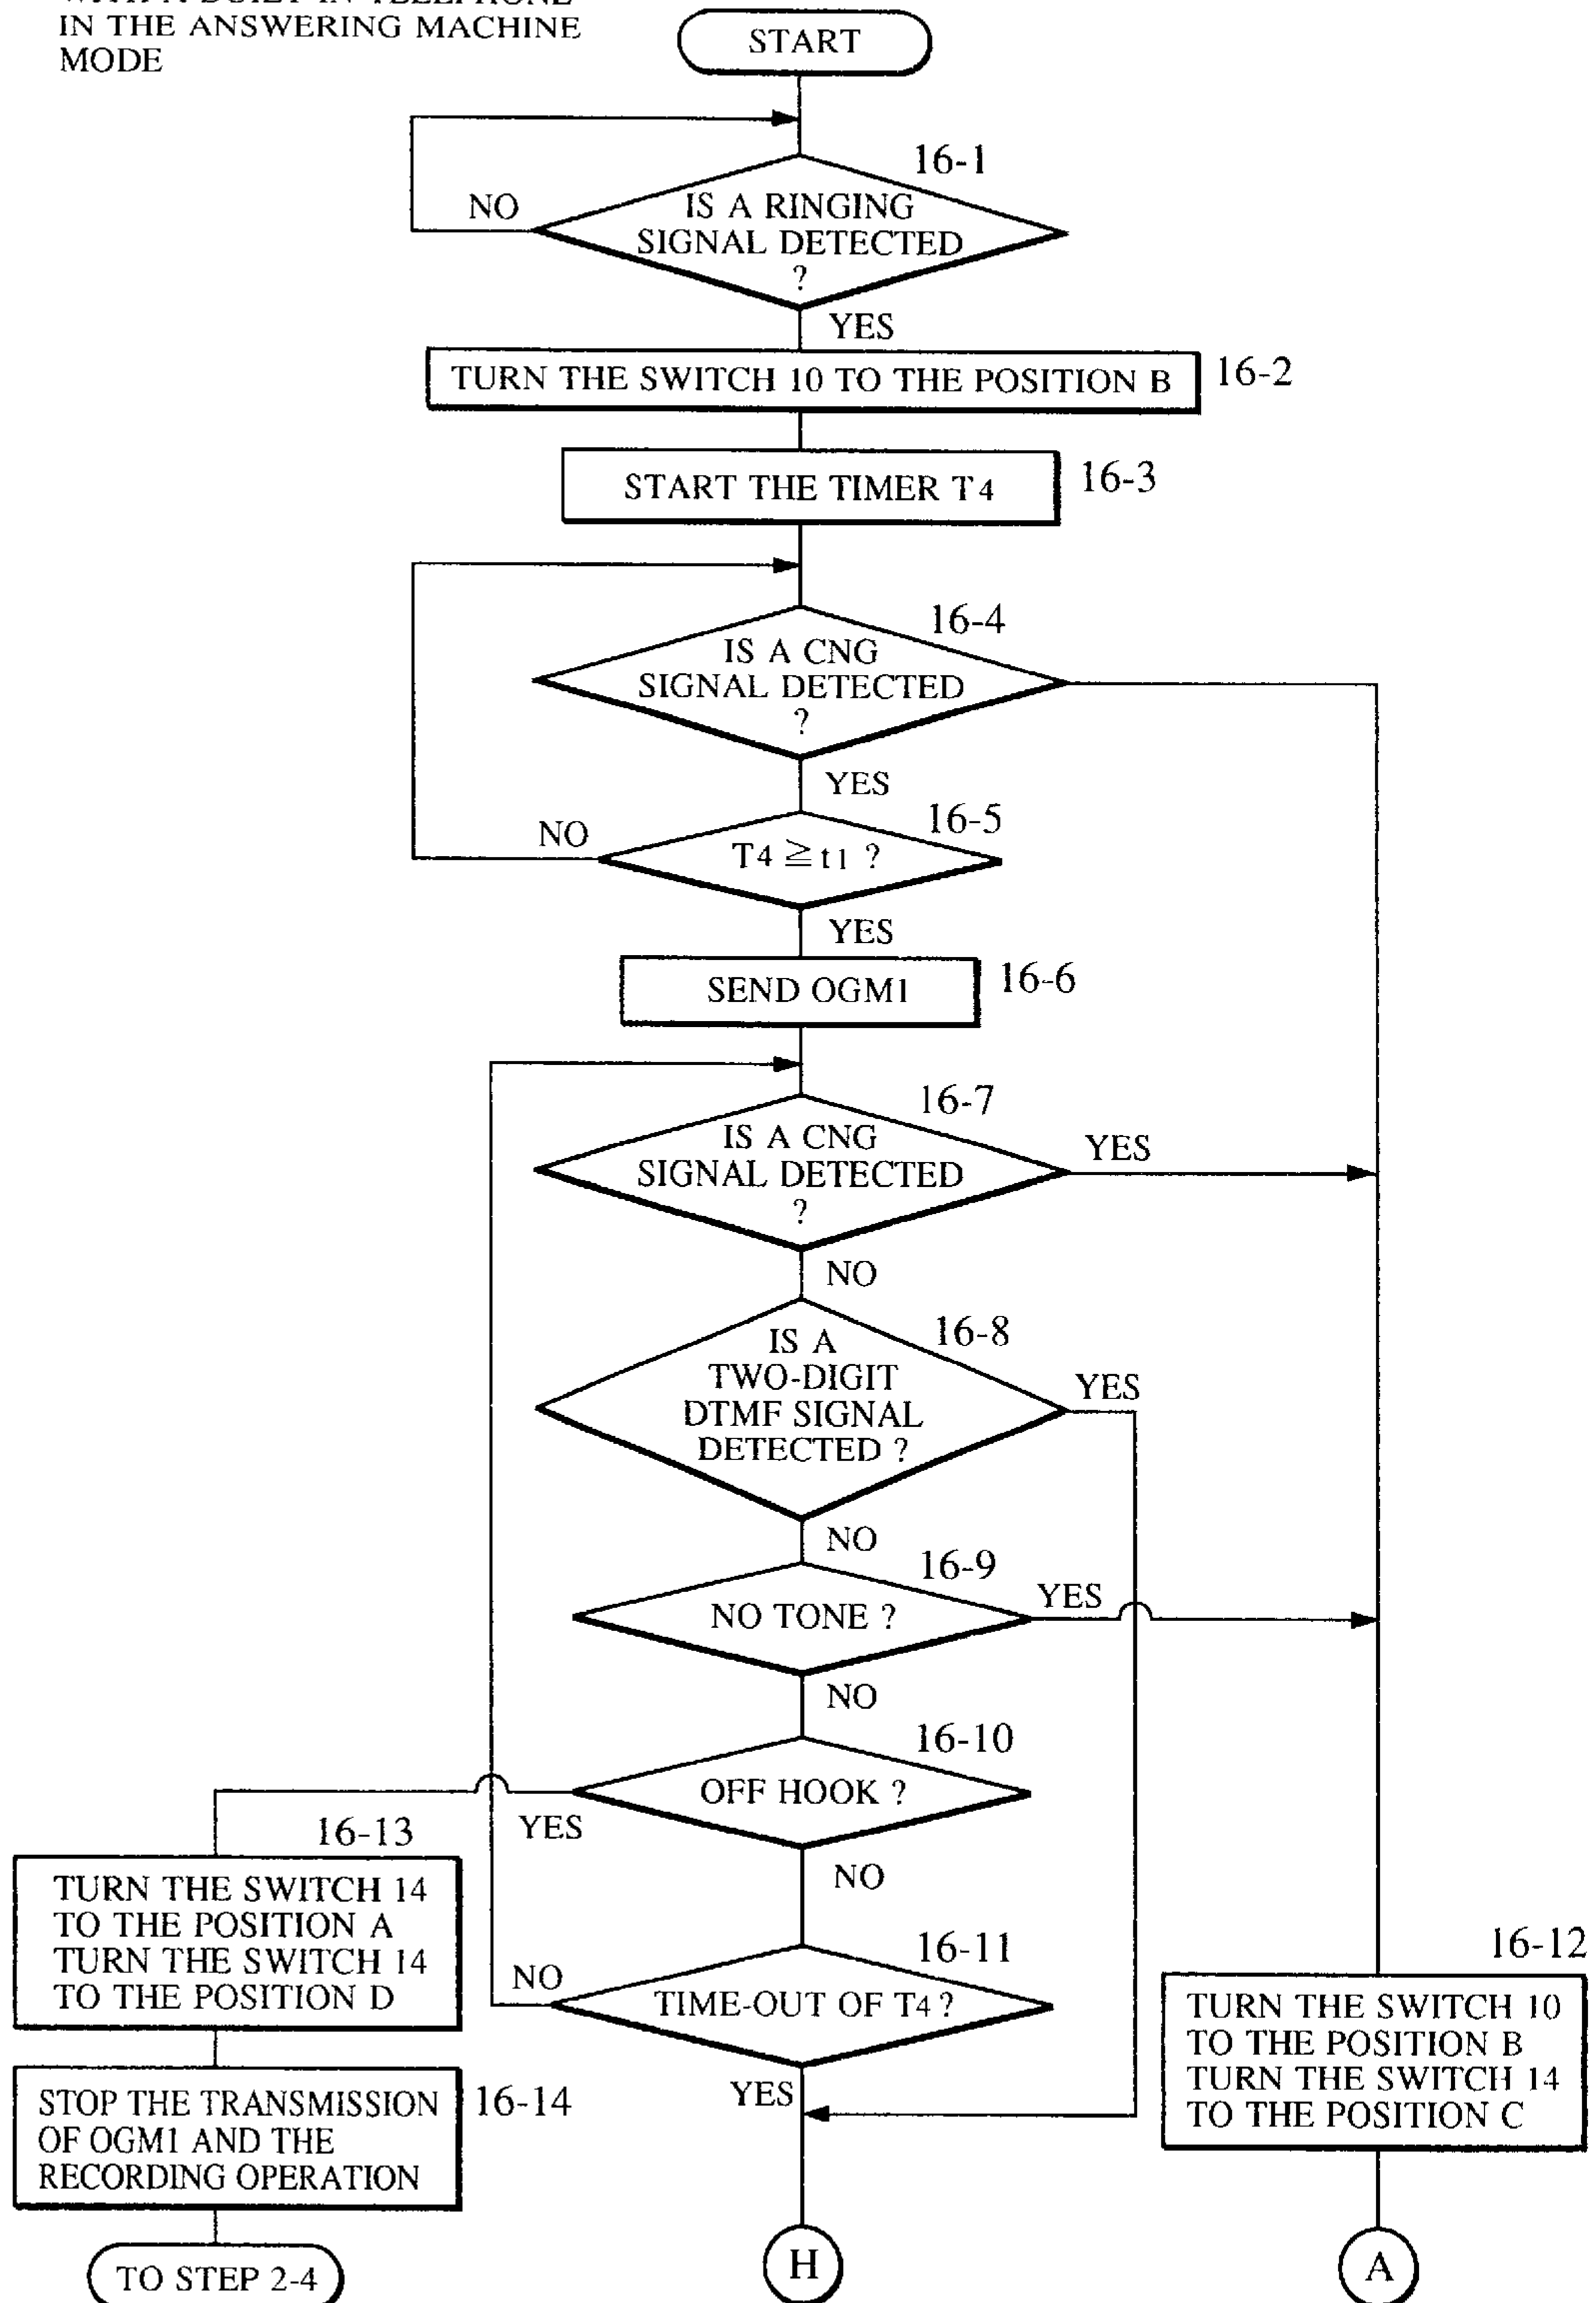 IN THE ANSWERING MACHINE
MODE
START
16-1
NO
IS A RINGING
SIGNAL DETECTED
?
YES
TURN THE SWITCH 10 TO THE POSITION B
16-2
START THE TIMER T4
16-3
16-4
IS A CNG
SIGNAL DETECTED
?
YES
16-5
NO
T4 ≧ t1 ?
YES
SEND OGM1
16-6
16-7
IS A CNG
SIGNAL DETECTED
?
YES
NO
16-8
IS A
TWO-DIGIT
DTMF SIGNAL
DETECTED ?
YES
NO
16-9
NO TONE ?
YES
NO
16-10
OFF HOOK ?
YES
NO
16-13
TURN THE SWITCH 14
TO THE POSITION A
TURN THE SWITCH 14
TO THE POSITION D
16-11
NO
TIME-OUT OF T4 ?
YES
16-12
TURN THE SWITCH 10
TO THE POSITION B
TURN THE SWITCH 14
TO THE POSITION C
STOP THE TRANSMISSION
OF OGM1 AND THE
RECORDING OPERATION
16-14
TO STEP 2-4
H
A